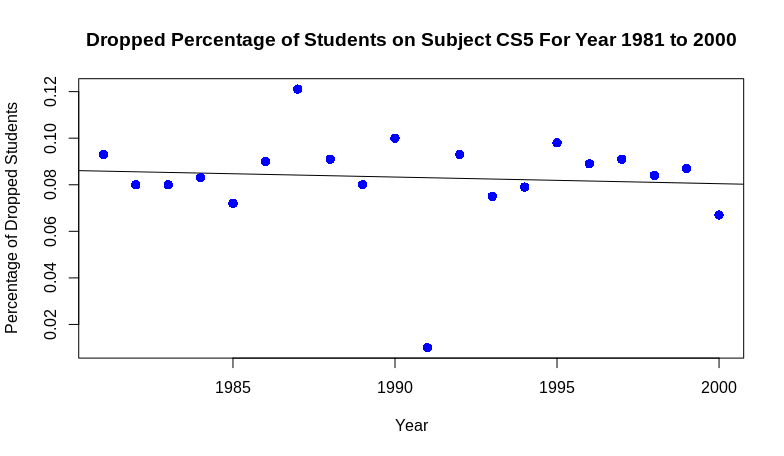 Dropped Percentage of Students on Subject CS5 For Year 1981 to 2000
Percentage of Dropped Students
0.12
0.10
0.08
0.06
0.04
0.02
1985 1990 1995 2000
Year